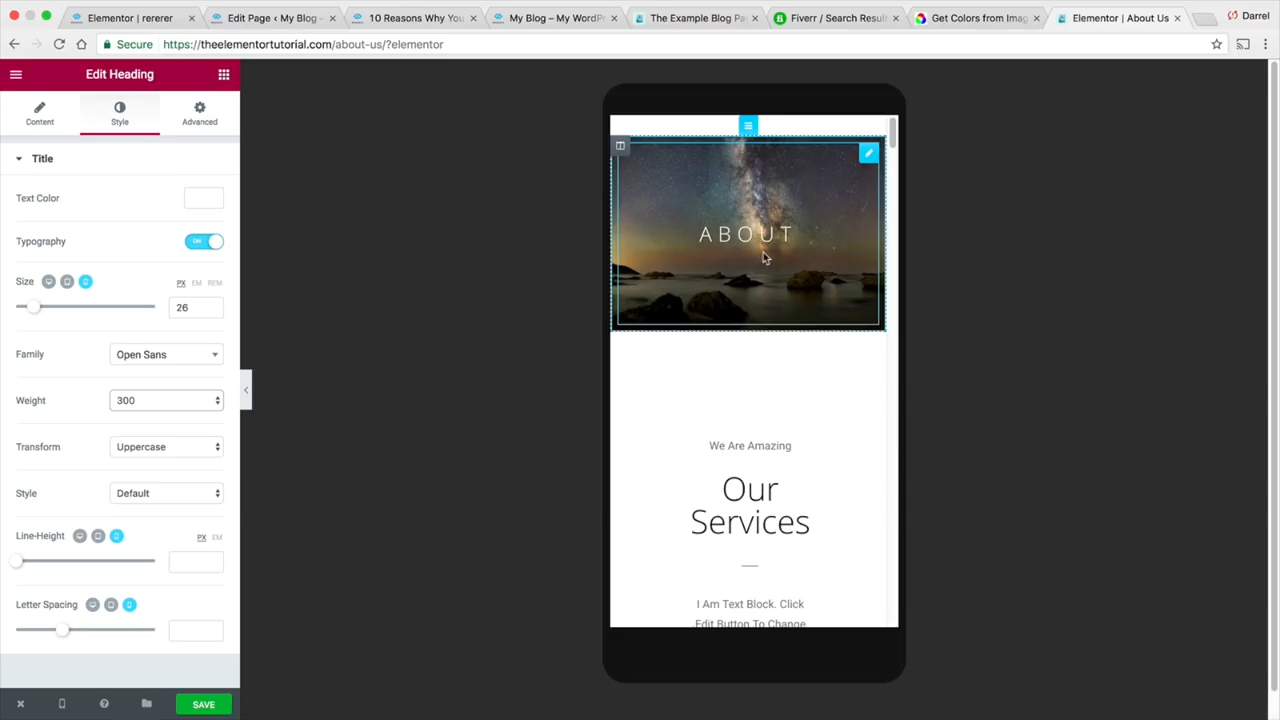 Elementor | rererer
Edit Page ‹ My Blog –
10 Reasons Why You
My Blog – My WordP
The Example Blog Pa
Fiverr / Search Result
Get Colors from Imag
Elementor | About Us
Darrel
Secure https://theelementortutorial.com/about-us/?elementor
Edit Heading
Content
Style
Advanced
Title
Text Color
Typography
ON
Size
PX EM REM
26
Family
Open Sans
Weight
300
Transform
Uppercase
Style
Default
Line-Height
PX EM
Letter Spacing
SAVE
ABOUT
We Are Amazing
Our
Services
I Am Text Block. Click
Edit Button To Change